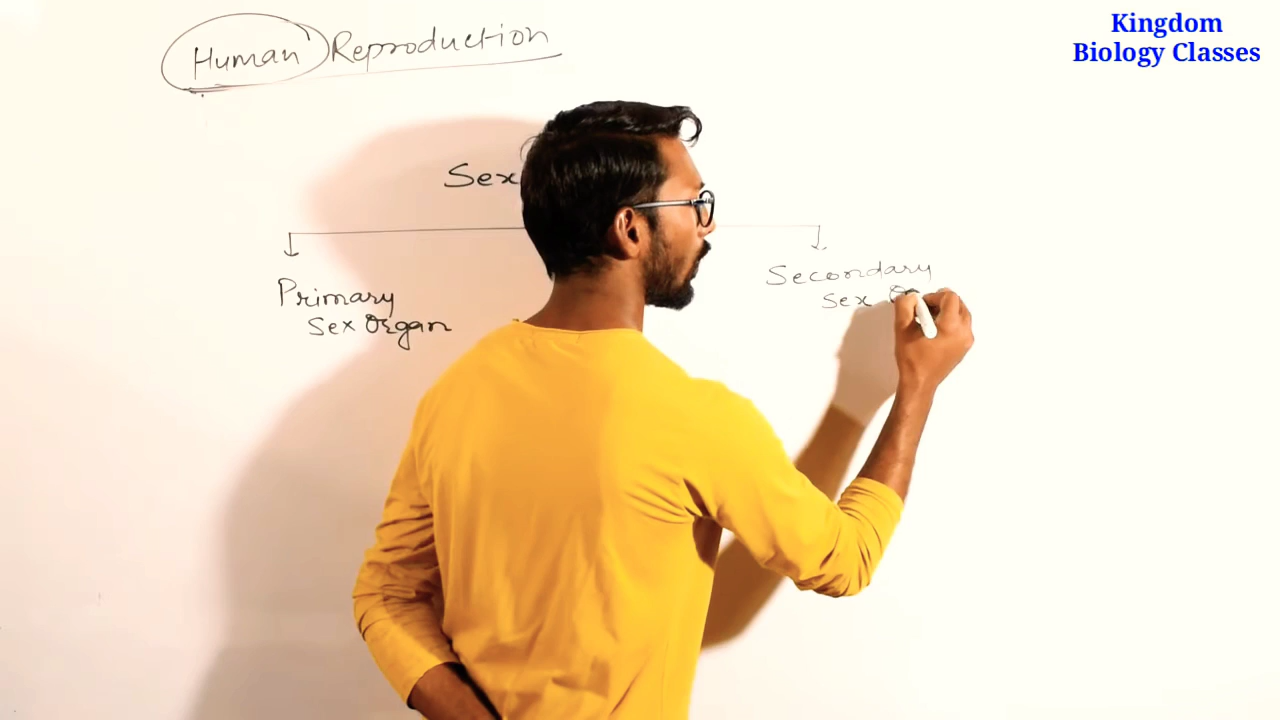 Kingdom
Biology Classes
Human Reproduction
Sex
Primary
Sex Organ
Secondary
Sex